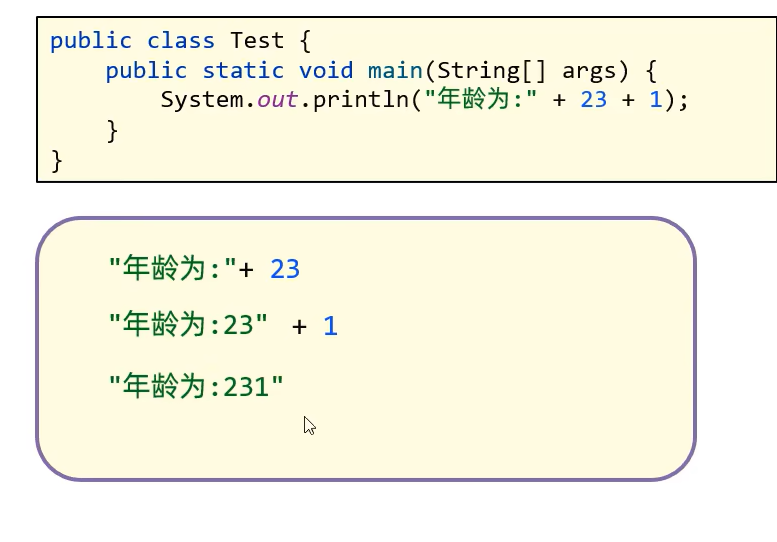 public class Test {
    public static void main(String[] args) {
        System.out.println("年龄为:" + 23 + 1);
    }
}
"年龄为:"+ 23
"年龄为:23" + 1
"年龄为:231"